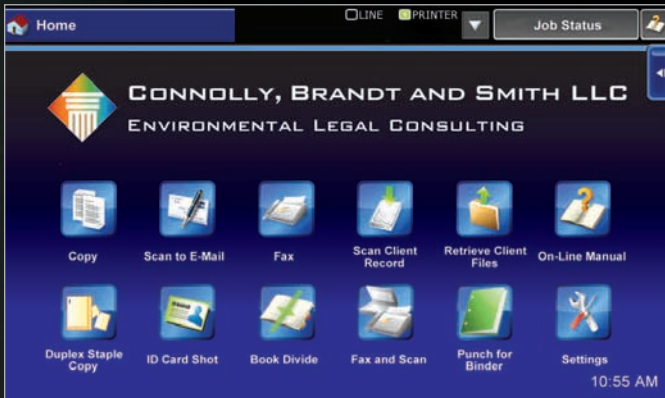 Home
LINE
PRINTER
Job Status
CONNOLLY, BRANDT AND SMITH LLC
ENVIRONMENTAL LEGAL CONSULTING
Copy
Scan to E-Mail
Fax
Scan Client
Record
Retrieve Client
Files
On-Line Manual
Duplex Staple
Copy
ID Card Shot
Book Divide
Fax and Scan
Punch for
Binder
Settings
10:55 AM